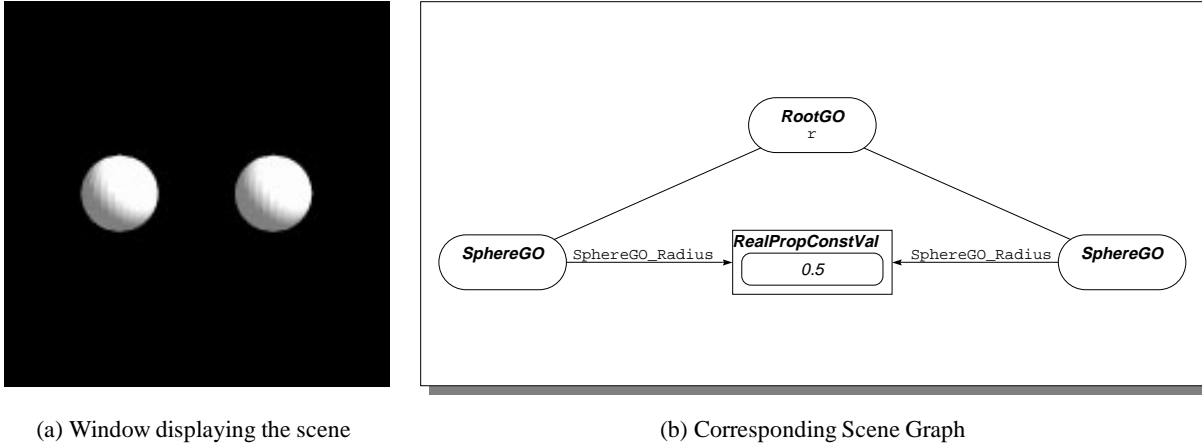 RootGO
r
SphereGO
SphereGO_Radius
RealPropConstVal
0.5
SphereGO_Radius
SphereGO
(a) Window displaying the scene
(b) Corresponding Scene Graph